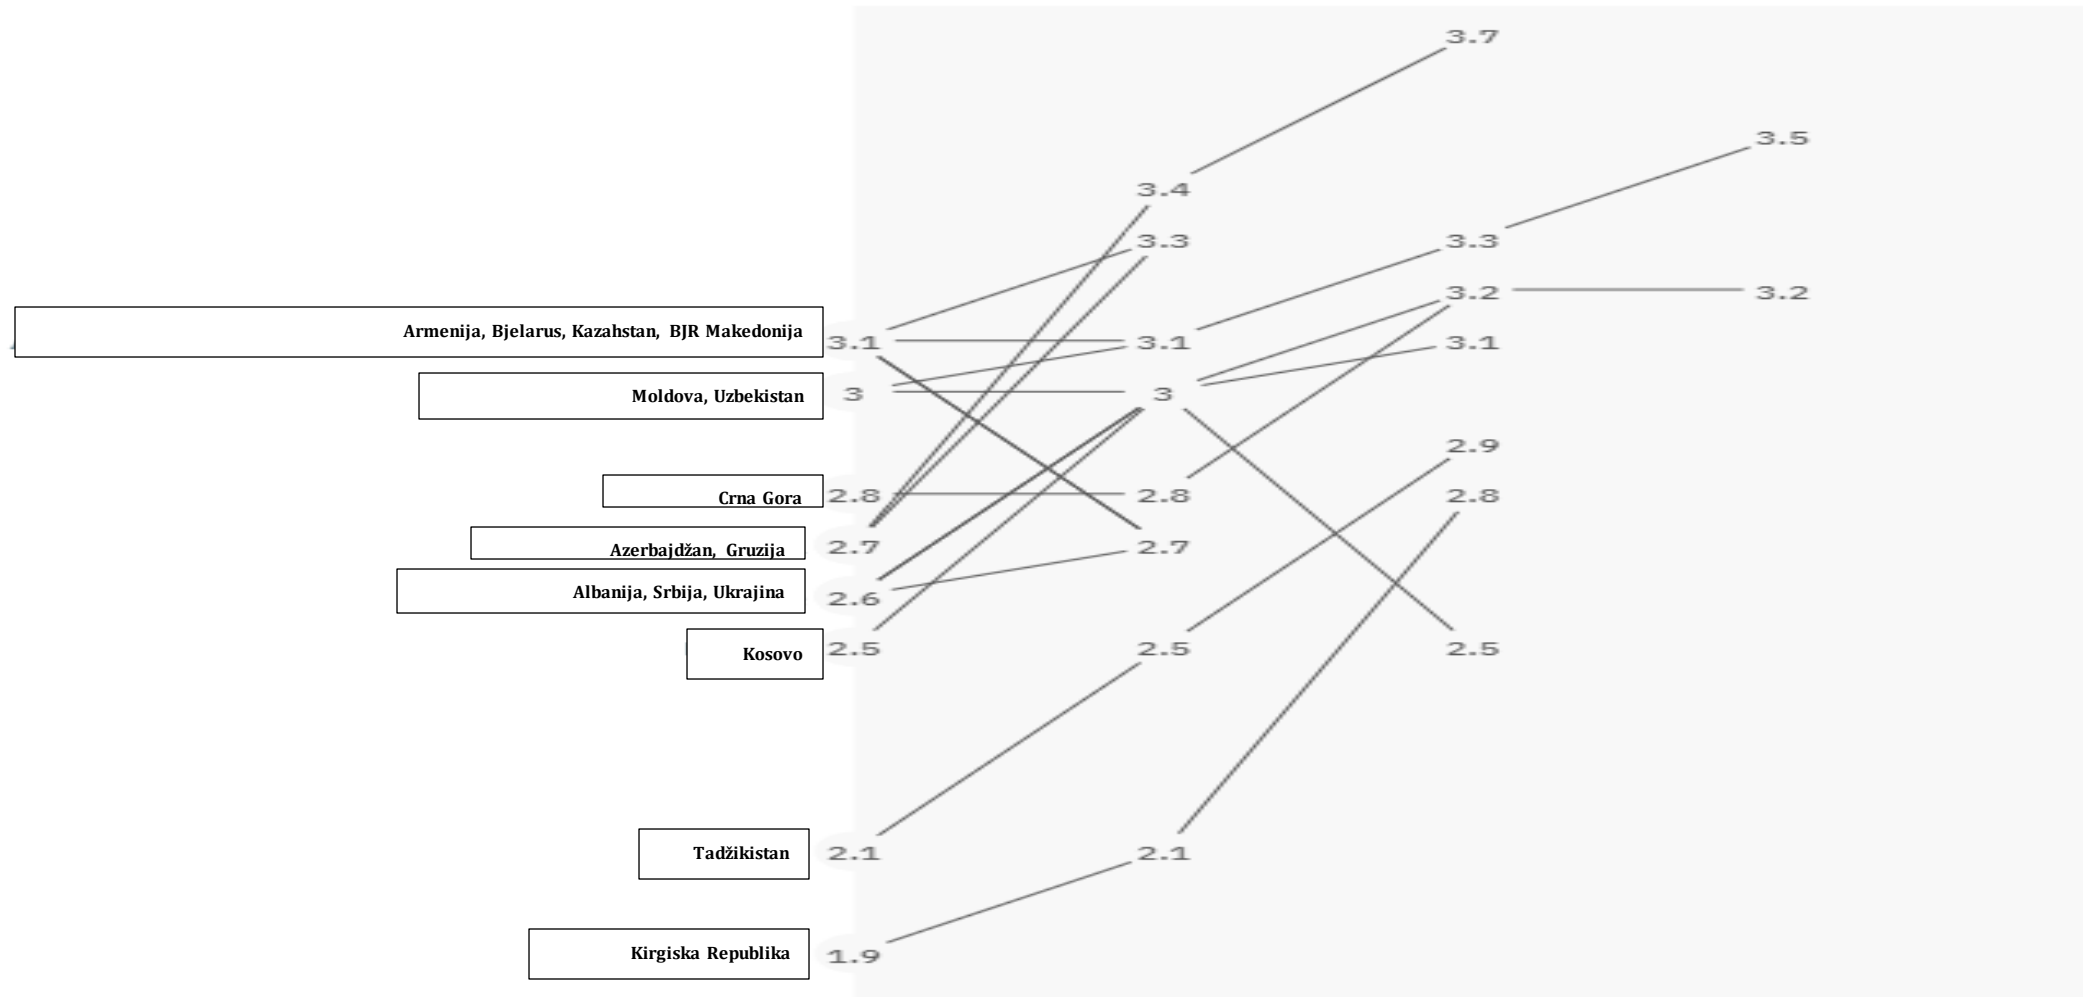 3.7
3.5
3.4
3.3 3.3
3.2 3.2
Armenija, Bjelarus, Kazahstan, BJR Makedonija 3.1 3.1 3.1
Moldova, Uzbekistan 3 3
2.9
Crna Gora 2.8 2.8 2.8
Azerbajdžan, Gruzija 2.7 2.7
Albanija, Srbija, Ukrajina 2.6
Kosovo 2.5 2.5 2.5
Tadžikistan 2.1 2.1
Kirgiska Republika 1.9